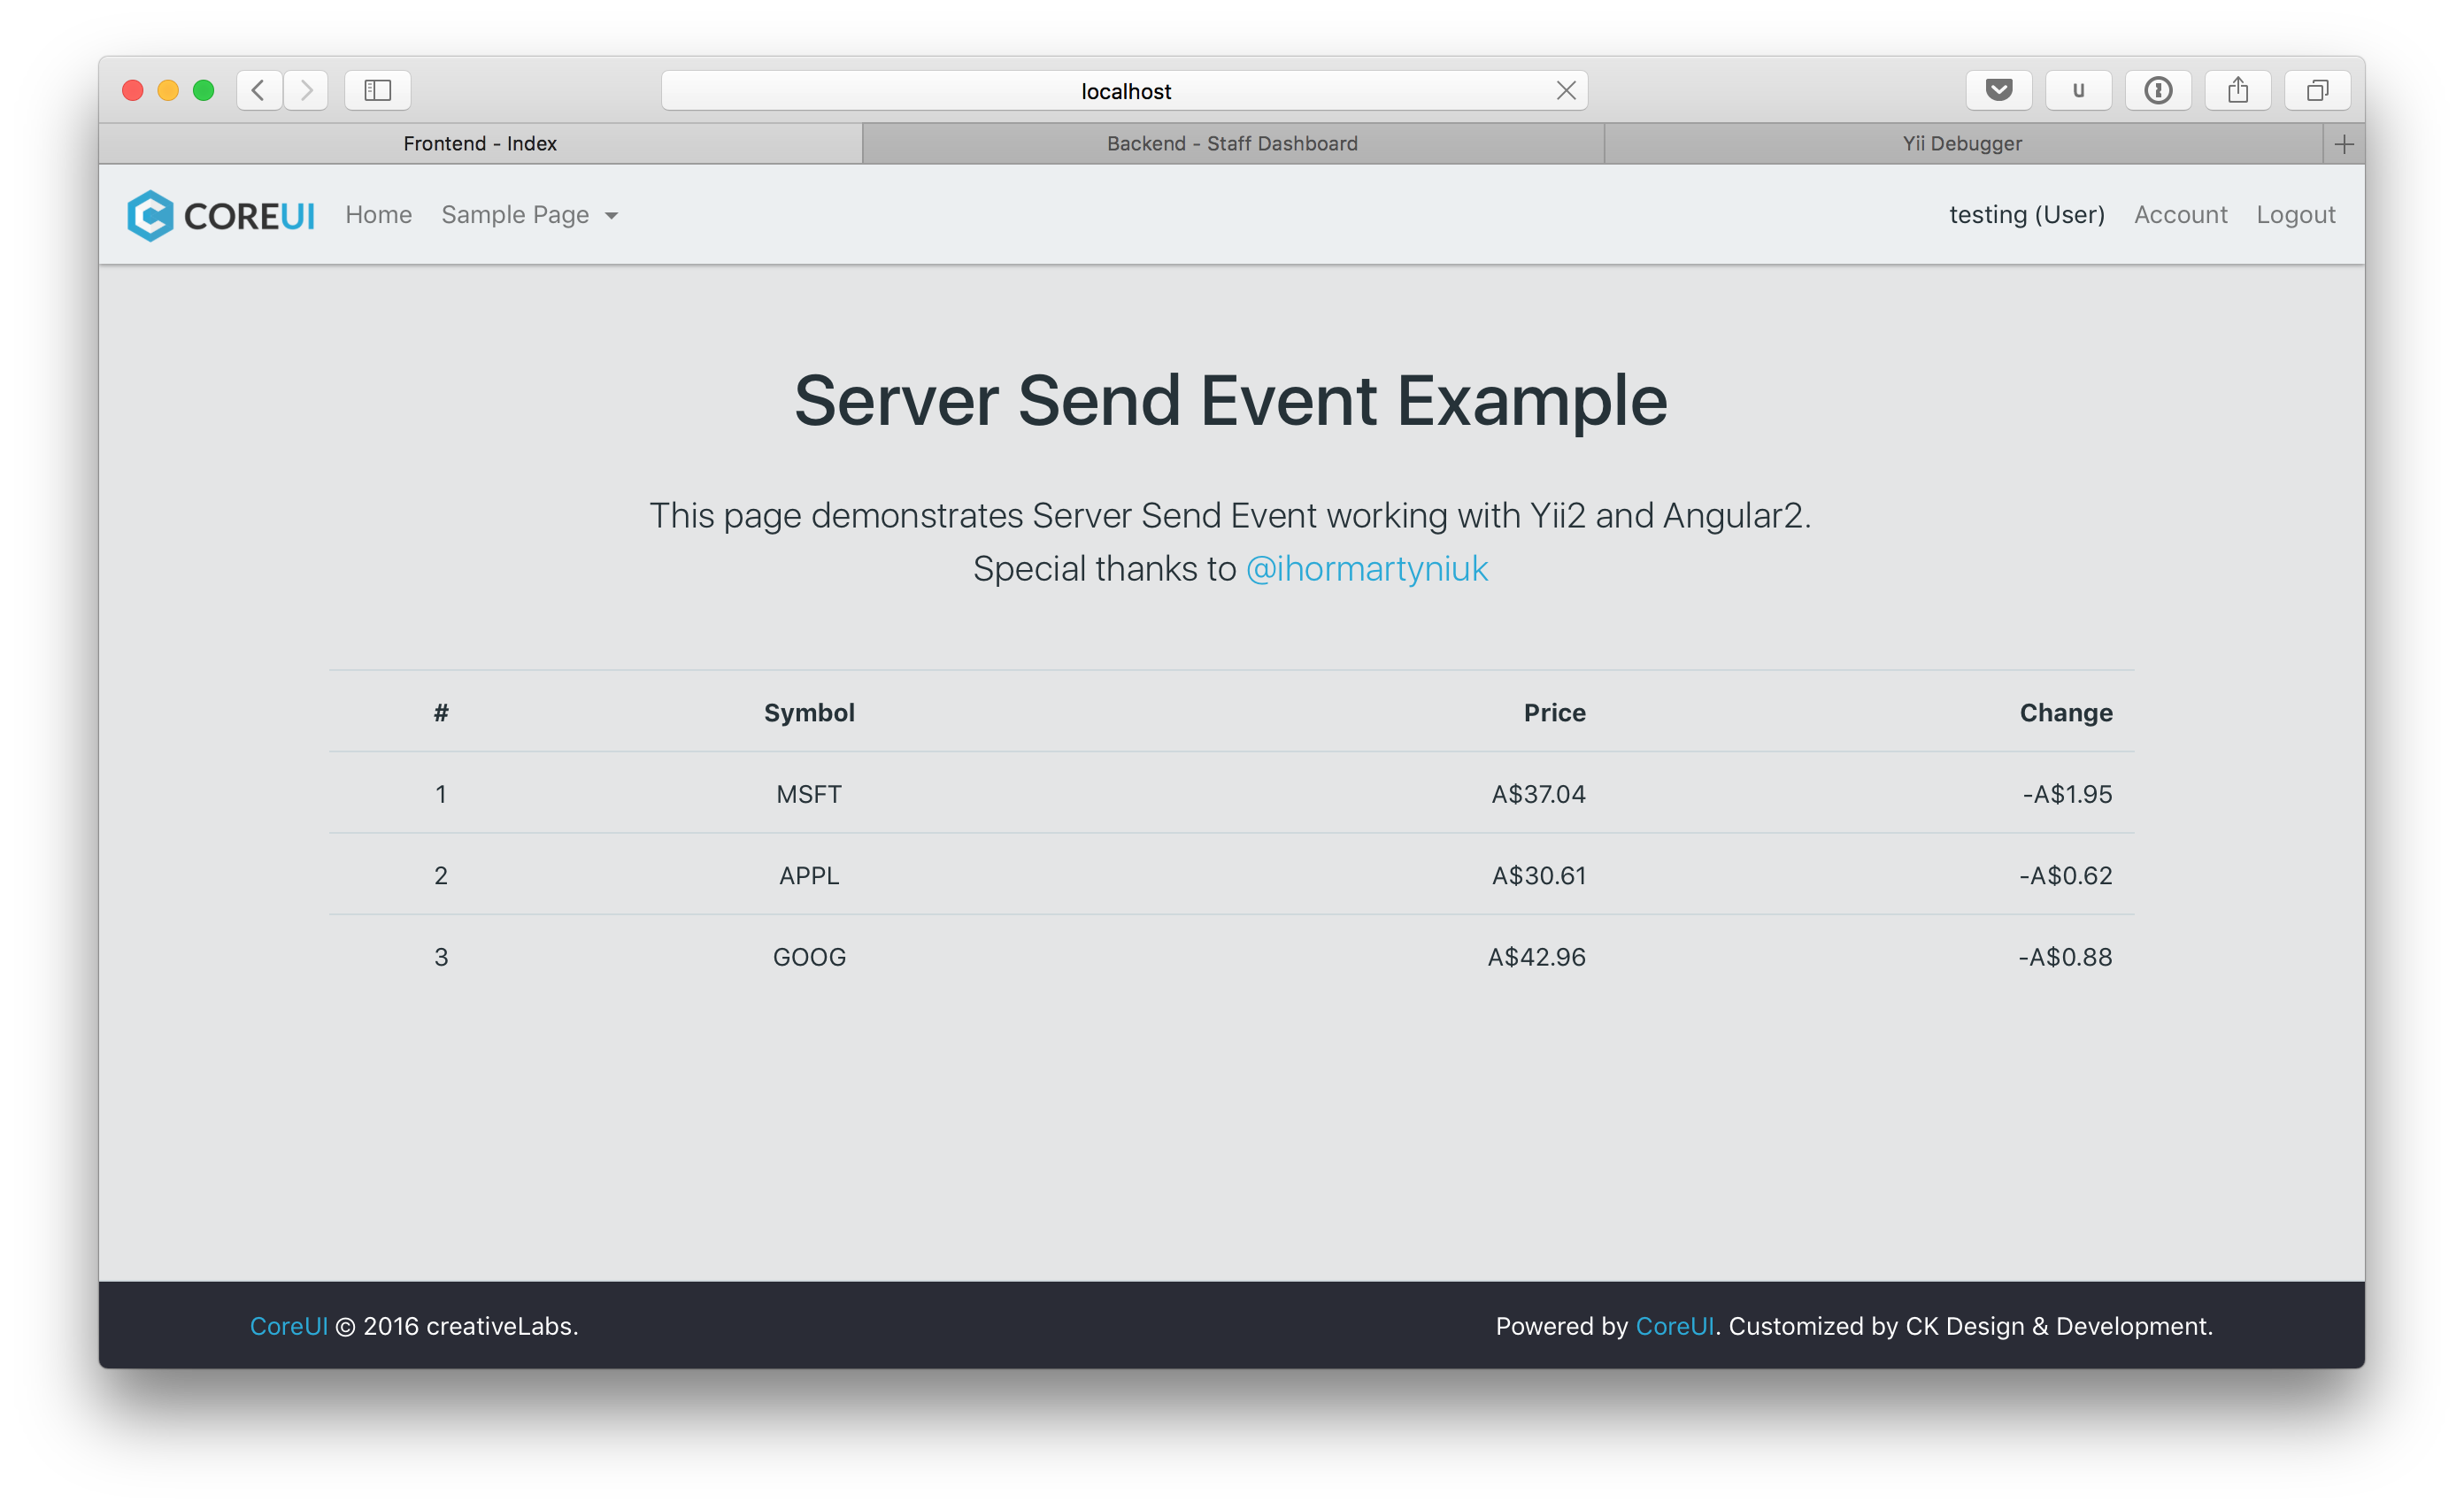 localhost
u
Frontend - Index
Backend - Staff Dashboard
Yii Debugger
COREUI
Home
Sample Page
testing (User)
Account
Logout
Server Send Event Example
This page demonstrates Server Send Event working with Yii2 and Angular2.
Special thanks to @ihormartyniuk
# Symbol Price Change
1 MSFT A$37.04 -A$1.95
2 APPL A$30.61 -A$0.62
3 GOOG A$42.96 -A$0.88
CoreUI © 2016 creativeLabs.
Powered by CoreUI. Customized by CK Design & Development.